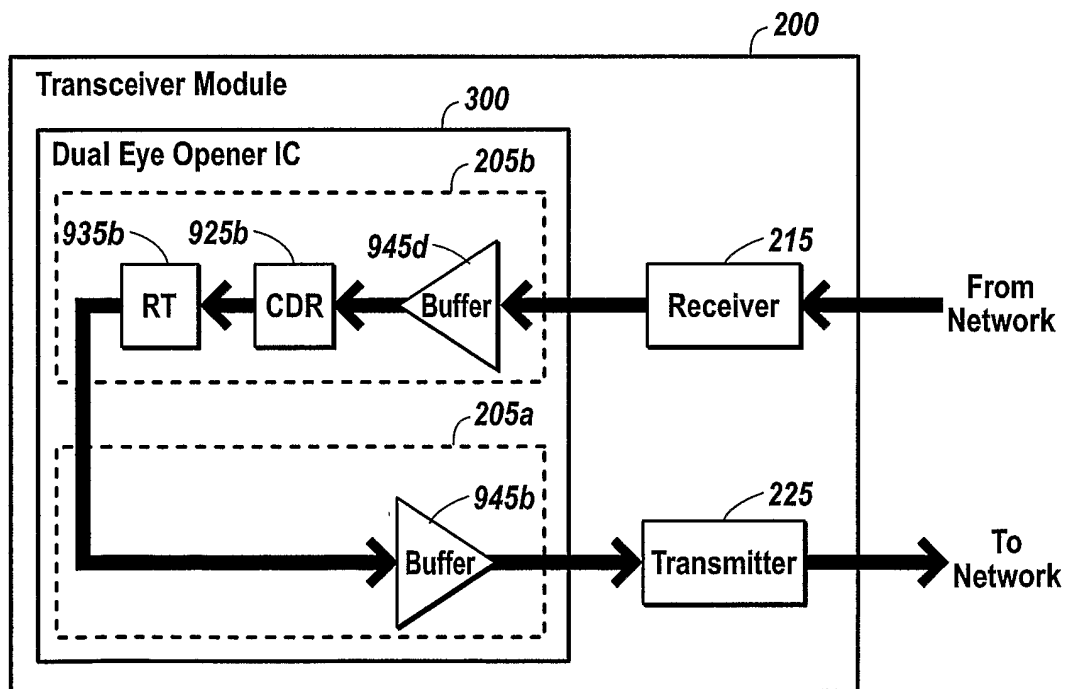 200
Transceiver Module
300
Dual Eye Opener IC
205b
935b
925b
945d
215
RT
CDR
Buffer
Receiver
From
Network
205a
945b
225
Buffer
Transmitter
To
Network